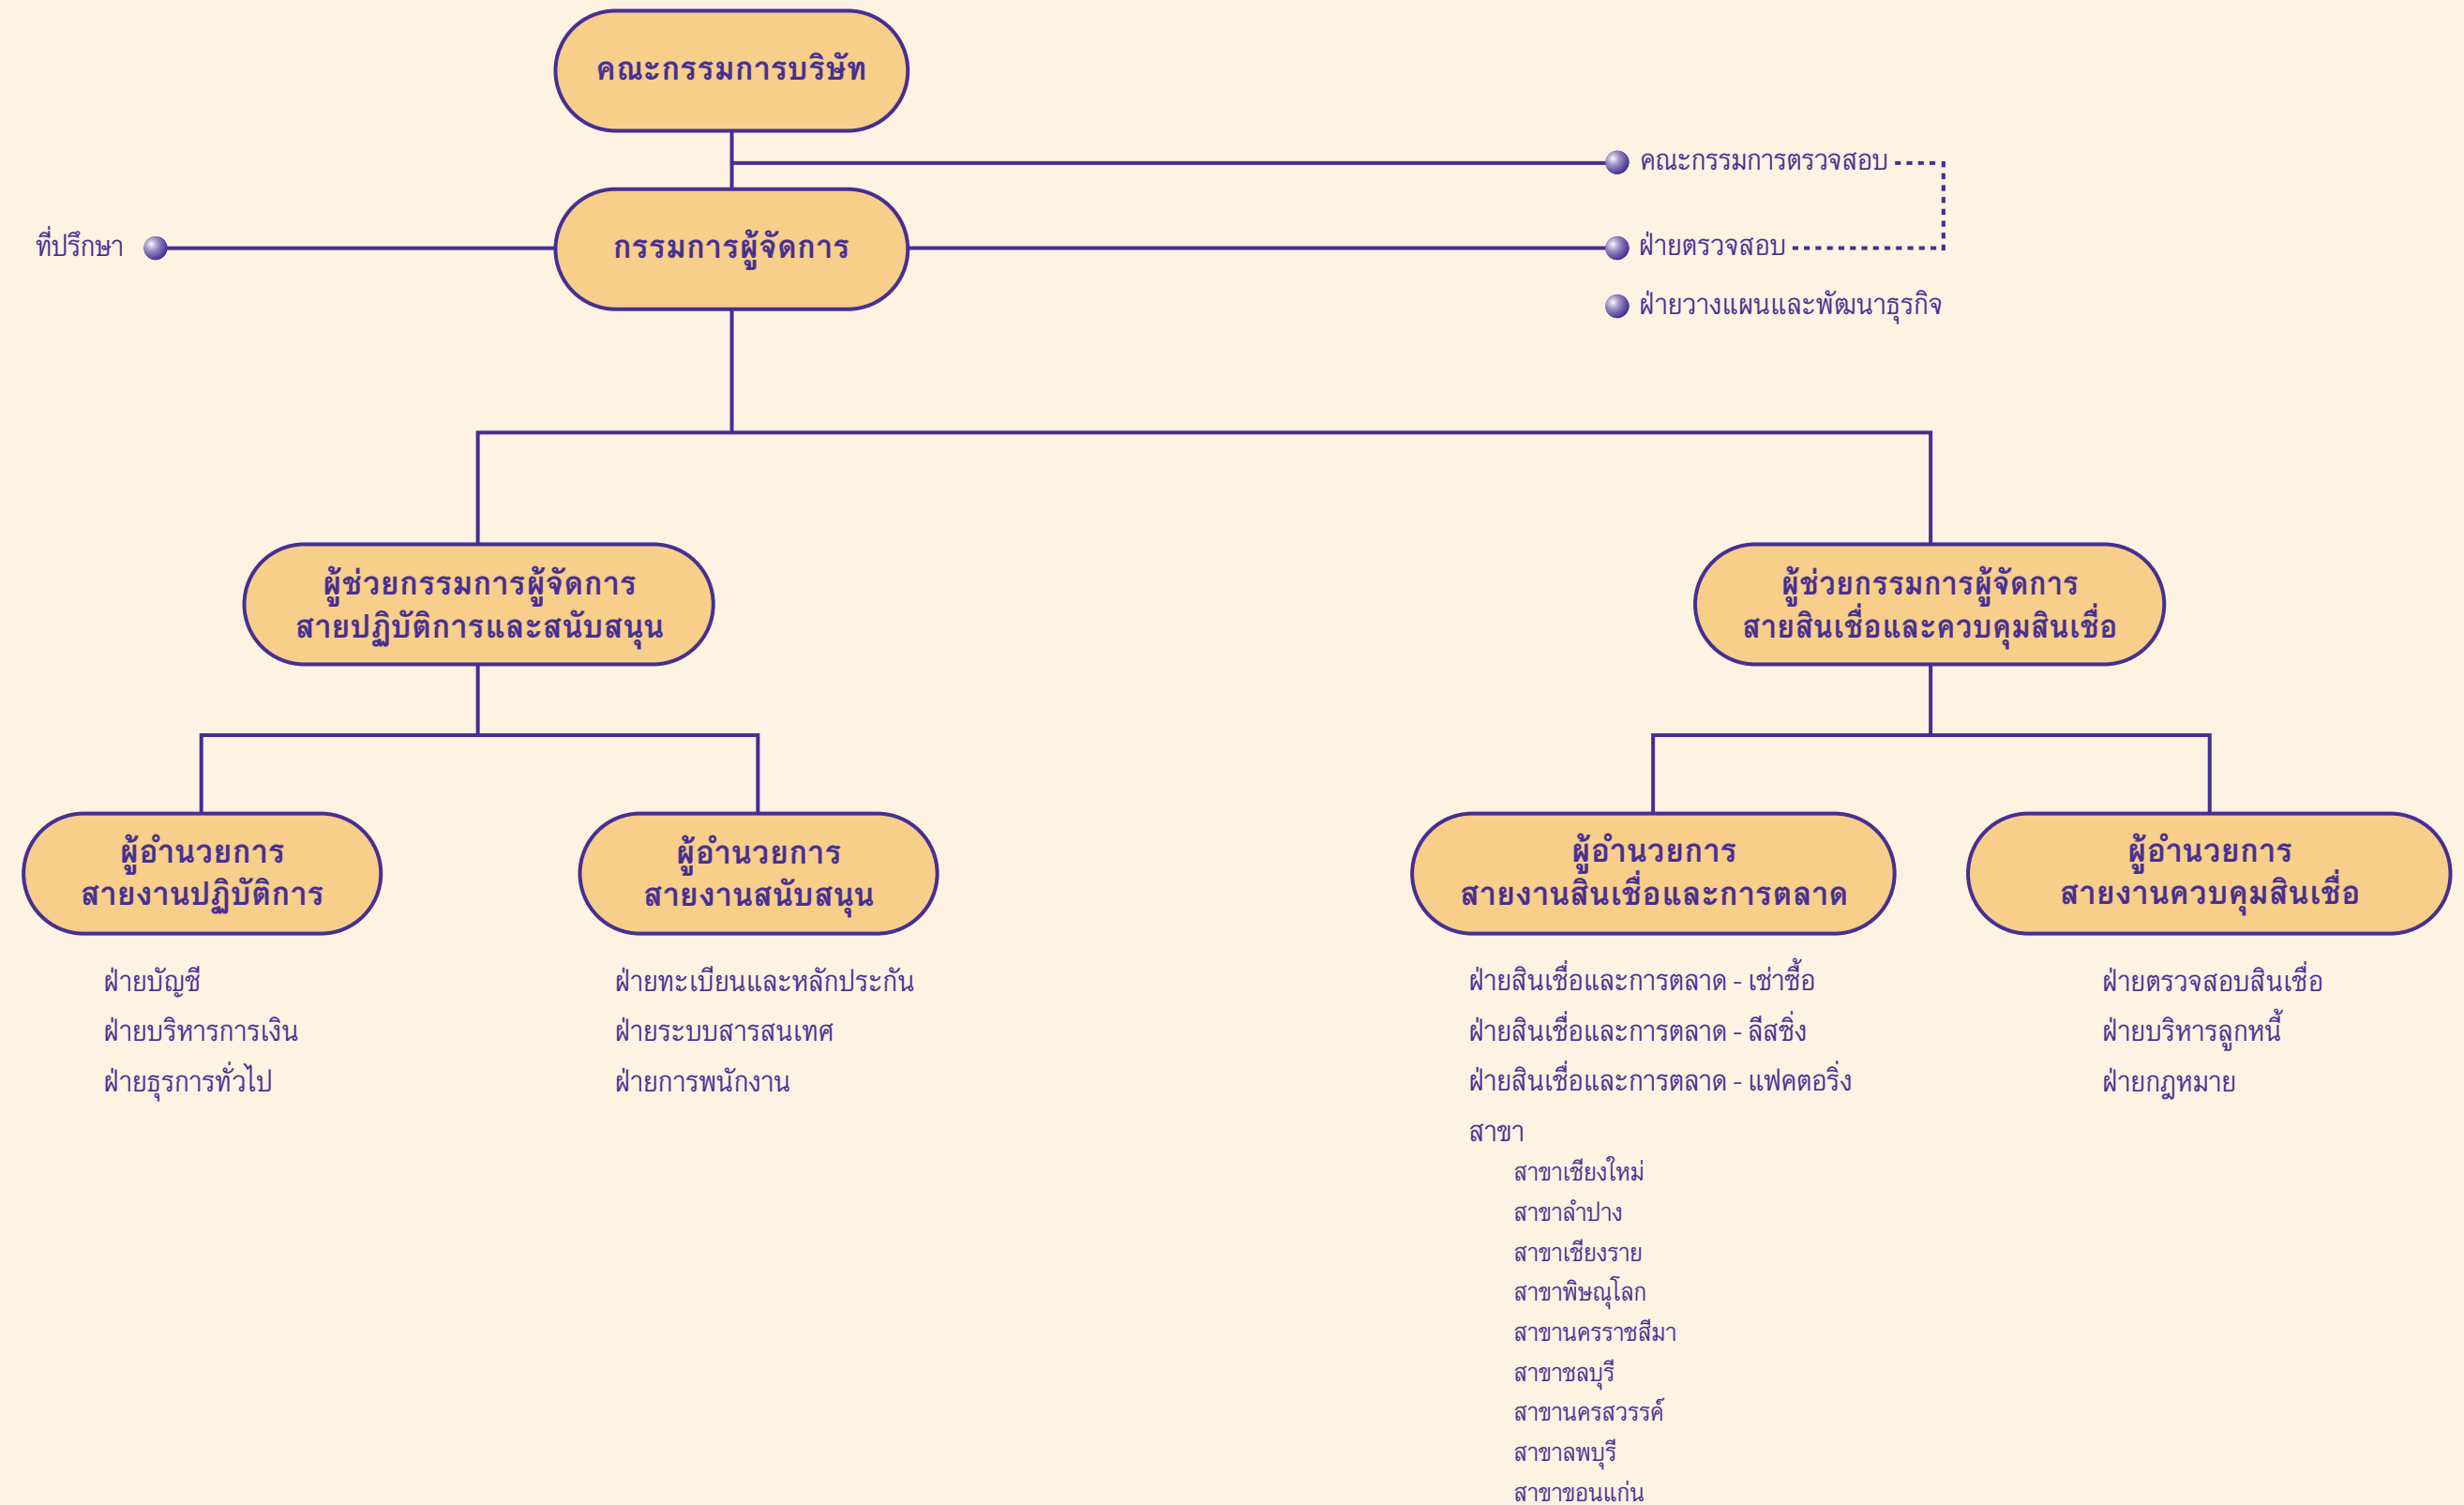 คณะกรรมการบริษัท
คณะกรรมการตรวจสอบ
ที่ปรึกษา
กรรมการผู้จัดการ
ฝ่ายตรวจสอบ
ฝ่ายวางแผนและพัฒนาธุรกิจ
ผู้ช่วยกรรมการผู้จัดการ
สายปฏิบัติการและสนับสนุน
ผู้ช่วยกรรมการผู้จัดการ
สายสินเชื่อและควบคุมสินเชื่อ
ผู้อำนวยการ
สายงานปฏิบัติการ
ผู้อำนวยการ
สายงานสนับสนุน
ผู้อำนวยการ
สายงานสินเชื่อและการตลาด
ผู้อำนวยการ
สายงานควบคุมสินเชื่อ
ฝ่ายบัญชี
ฝ่ายบริหารการเงิน
ฝ่ายธุรการทั่วไป
ฝ่ายทะเบียนและหลักประกัน
ฝ่ายระบบสารสนเทศ
ฝ่ายการพนักงาน
ฝ่ายสินเชื่อและการตลาด - เช่าซื้อ
ฝ่ายสินเชื่อและการตลาด - ลีสซิ่ง
ฝ่ายสินเชื่อและการตลาด - แฟคตอริ่ง
สาขา
สาขาเชียงใหม่
สาขาลำปาง
สาขาเชียงราย
สาขาพิษณุโลก
สาขานครราชสีมา
สาขาชลบุรี
สาขานครสวรรค์
สาขาลพบุรี
สาขาขอนแก่น
ฝ่ายตรวจสอบสินเชื่อ
ฝ่ายบริหารลูกหนี้
ฝ่ายกฎหมาย